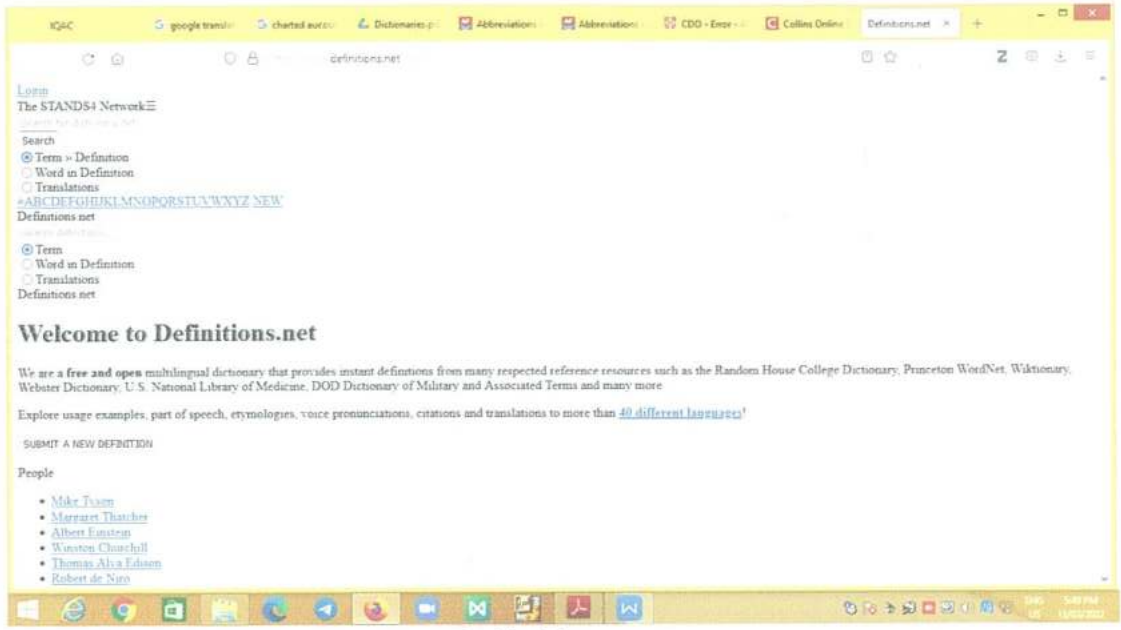 IQAC google transla charted accou Dictionaries p Abbreviations Abbreviations CDO - Error - Collins Online Definitions.net × +
definitions.net
Login
The STANDS4 Network☰
Search
Term » Definition
Word in Definition
Translations
#ABCDEFGHIJKLMNOPQRSTUVWXYZ NEW
Definitions.net
Term
Word in Definition
Translations
Definitions.net
Welcome to Definitions.net
We are a free and open multilingual dictionary that provides instant definitions from many respected reference resources such as the Random House College Dictionary, Princeton WordNet, Wiktionary,
Webster Dictionary, U.S. National Library of Medicine, DOD Dictionary of Military and Associated Terms and many more
Explore usage examples, part of speech, etymologies, voice pronunciations, citations and translations to more than 40 different languages!
SUBMIT A NEW DEFINITION
People
Mike Tyson
Margaret Thatcher
Albert Einstein
Winston Churchill
Thomas Alva Edison
Robert de Niro
ENG 5:49 PM
US